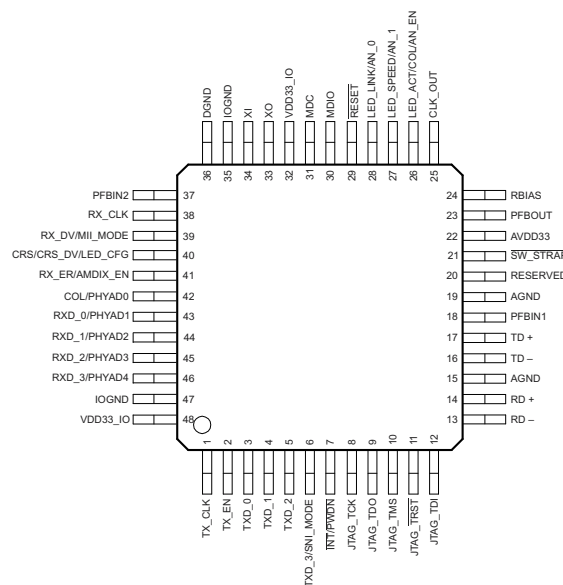 DGND
IOGND
XI
XO
VDD33_IO
MDC
MDIO
RESET
LED_LINK/AN_0
LED_SPEED/AN_1
LED_ACT/COL/AN_EN
CLK_OUT
36
35
34
33
32
31
30
29
28
27
26
25
PFBIN2 37
RX_CLK 38
RX_DV/MII_MODE 39
CRS/CRS_DV/LED_CFG 40
RX_ER/AMDIX_EN 41
COL/PHYAD0 42
RXD_0/PHYAD1 43
RXD_1/PHYAD2 44
RXD_2/PHYAD3 45
RXD_3/PHYAD4 46
IOGND 47
VDD33_IO 48
24 RBIAS
23 PFBOUT
22 AVDD33
21 SW_STRAP
20 RESERVED
19 AGND
18 PFBIN1
17 TD +
16 TD –
15 AGND
14 RD +
13 RD –
1
2
3
4
5
6
7
8
9
10
11
12
TX_CLK
TX_EN
TXD_0
TXD_1
TXD_2
TXD_3/SNI_MODE
INT/PWDN
JTAG_TCK
JTAG_TDO
JTAG_TMS
JTAG_TRST
JTAG_TDI